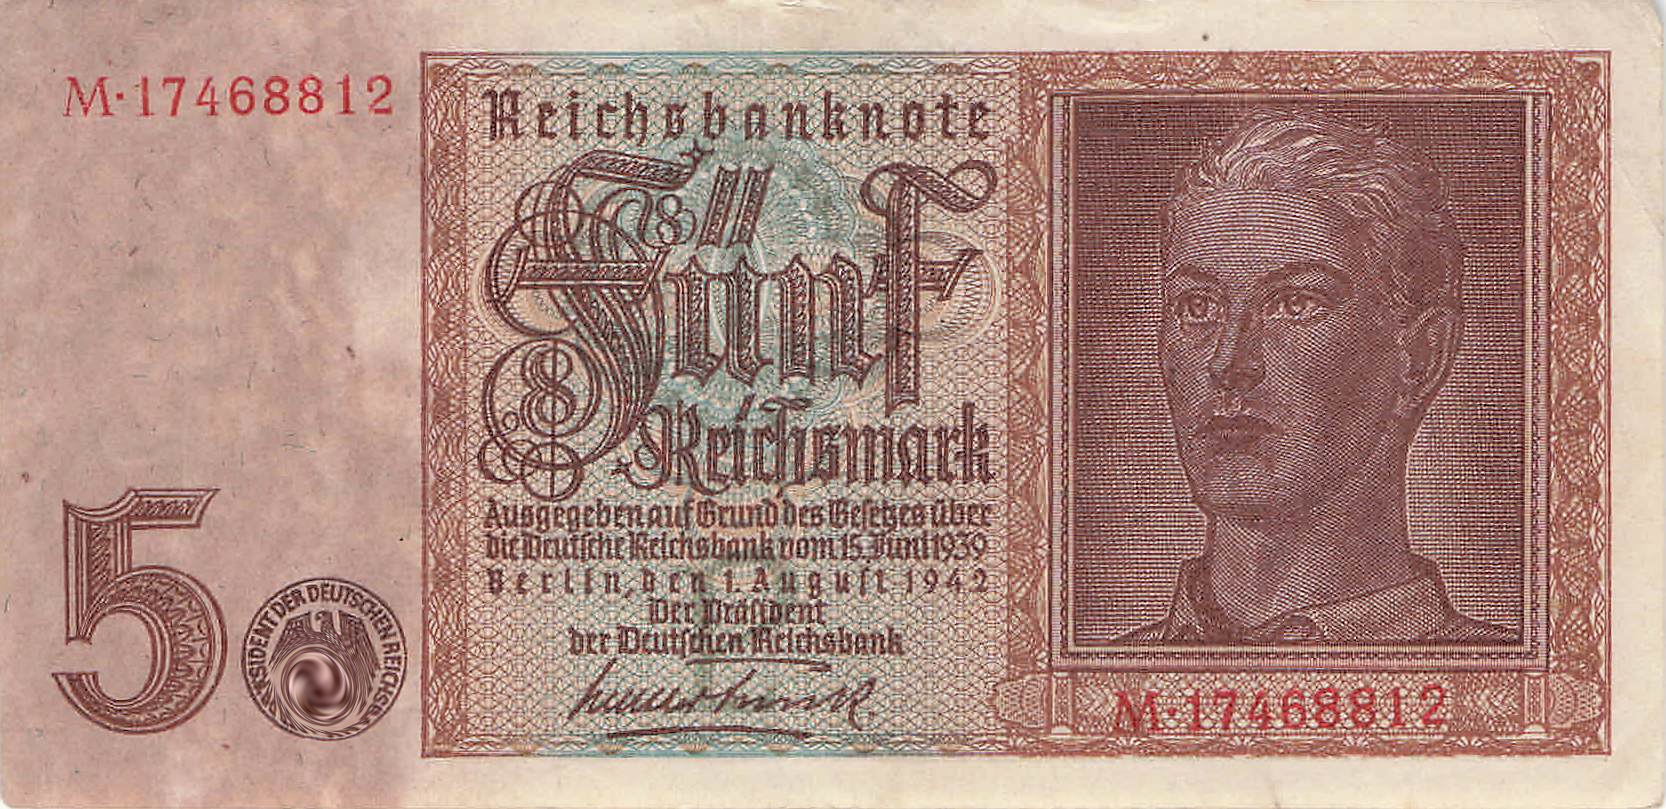 M·17468812
Reichsbanknote
Fünf
Reichsmark
Ausgegeben auf Grund des Gesetzes über
die Deutsche Reichsbank vom 15. Juni 1939
Berlin, den 1. August 1942
Der Präsident
der Deutschen Reichsbank
5
DER DEUTSCHEN
M·17468812